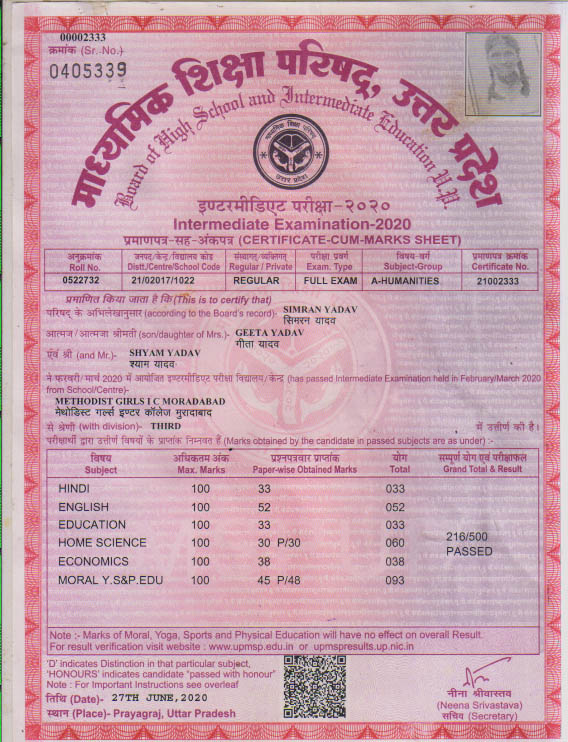 00002333
क्रमांक (Sr. No.)
0405339
माध्यमिक शिक्षा परिषद्, उत्तर प्रदेश
Board of High School and Intermediate Education U.P.
माध्यमिक शिक्षा परिषद
उत्तर प्रदेश
इण्टरमीडिएट परीक्षा-२०२०
Intermediate Examination-2020
प्रमाणपत्र-सह-अंकपत्र (CERTIFICATE-CUM-MARKS SHEET)
अनुक्रमांक जनपद/केन्द्र/विद्यालय कोड संस्थागत/व्यक्तिगत परीक्षा प्रवर्ग विषय-वर्ग प्रमाणपत्र क्रमांक
Roll No. Distt./Centre/School Code Regular / Private Exam. Type Subject-Group Certificate No.
0522732 21/02017/1022 REGULAR FULL EXAM A-HUMANITIES 21002333
प्रमाणित किया जाता है कि (This is to certify that)
परिषद के अभिलेखानुसार (according to the Board's record)- SIMRAN YADAV
सिमरन यादव
आत्मज / आत्मजा श्रीमती (son/daughter of Mrs.)- GEETA YADAV
गीता यादव
एवं श्री (and Mr.)- SHYAM YADAV
श्याम यादव
ने फरवरी/मार्च 2020 में आयोजित इण्टरमीडिएट परीक्षा विद्यालय/केन्द्र (has passed Intermediate Examination held in February/March 2020
from School/Centre)-
METHODIST GIRLS I C MORADABAD
मेथोडिस्ट गर्ल्स इण्टर कॉलेज मुरादाबाद
से श्रेणी (with division)- THIRD में उत्तीर्ण की है।
परीक्षार्थी द्वारा उत्तीर्ण विषयों के प्राप्तांक निम्नवत हैं (Marks obtained by the candidate in passed subjects are as under) :-
विषय अधिकतम अंक प्रश्नपत्रवार प्राप्तांक योग सम्पूर्ण योग एवं परीक्षाफल
Subject Max. Marks Paper-wise Obtained Marks Total Grand Total & Result
HINDI 100 33 033
ENGLISH 100 52 052
EDUCATION 100 33 033
HOME SCIENCE 100 30 P/30 060 216/500
PASSED
ECONOMICS 100 38 038
MORAL Y.S&P.EDU 100 45 P/48 093
Note :- Marks of Moral, Yoga, Sports and Physical Education will have no effect on overall Result.
For result verification visit website : www.upmsp.edu.in or upmspresults.up.nic.in
'D' indicates Distinction in that particular subject,
'HONOURS' indicates candidate "passed with honour"
Note : For Important Instructions see overleaf
तिथि (Date)- 27TH JUNE,2020
स्थान (Place)- Prayagraj, Uttar Pradesh
नीना श्रीवास्तव
(Neena Srivastava)
सचिव (Secretary)